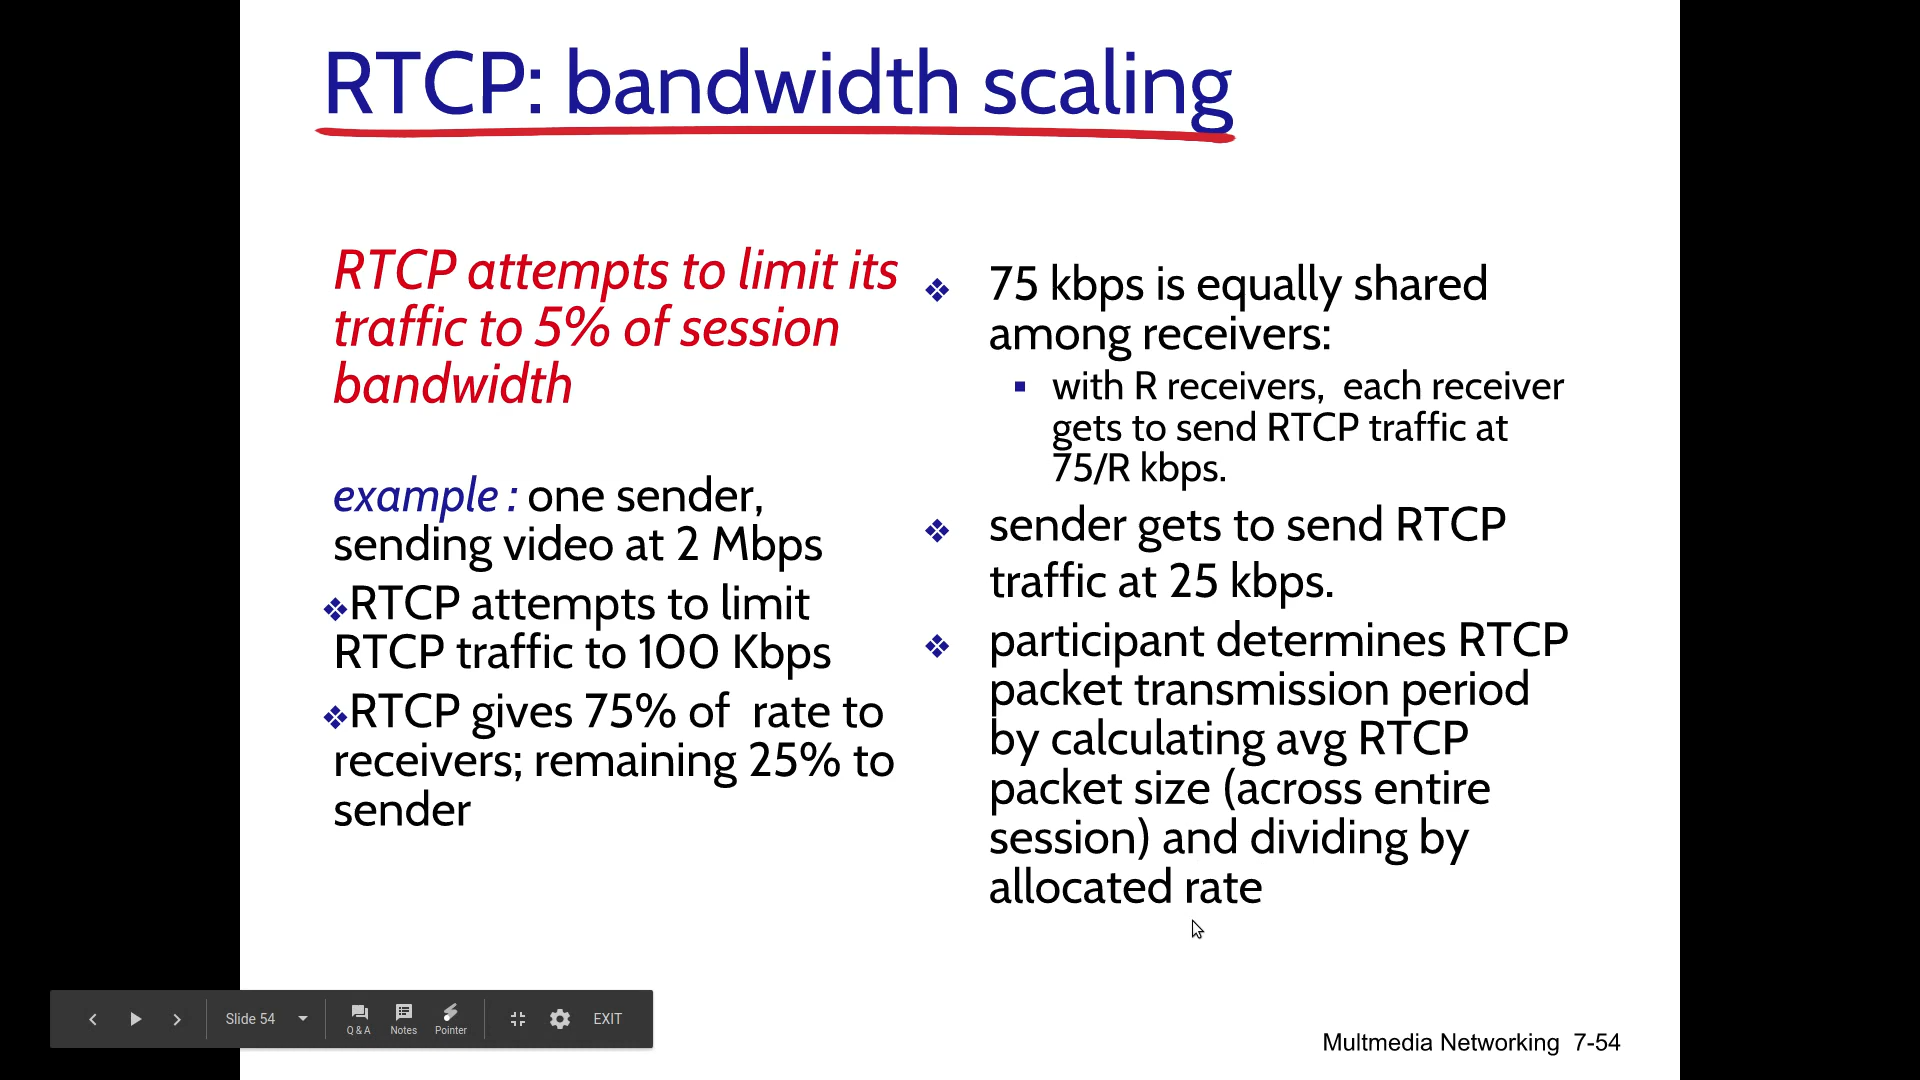 RTCP: bandwidth scaling
RTCP attempts to limit its
traffic to 5% of session
bandwidth
example : one sender,
sending video at 2 Mbps
❖RTCP attempts to limit
RTCP traffic to 100 Kbps
❖RTCP gives 75% of rate to
receivers; remaining 25% to
sender
❖ 75 kbps is equally shared
among receivers:
▪ with R receivers, each receiver
gets to send RTCP traffic at
75/R kbps.
❖ sender gets to send RTCP
traffic at 25 kbps.
❖ participant determines RTCP
packet transmission period
by calculating avg RTCP
packet size (across entire
session) and dividing by
allocated rate
Slide 54
Q & A
Notes
Pointer
EXIT
Multmedia Networking 7-54